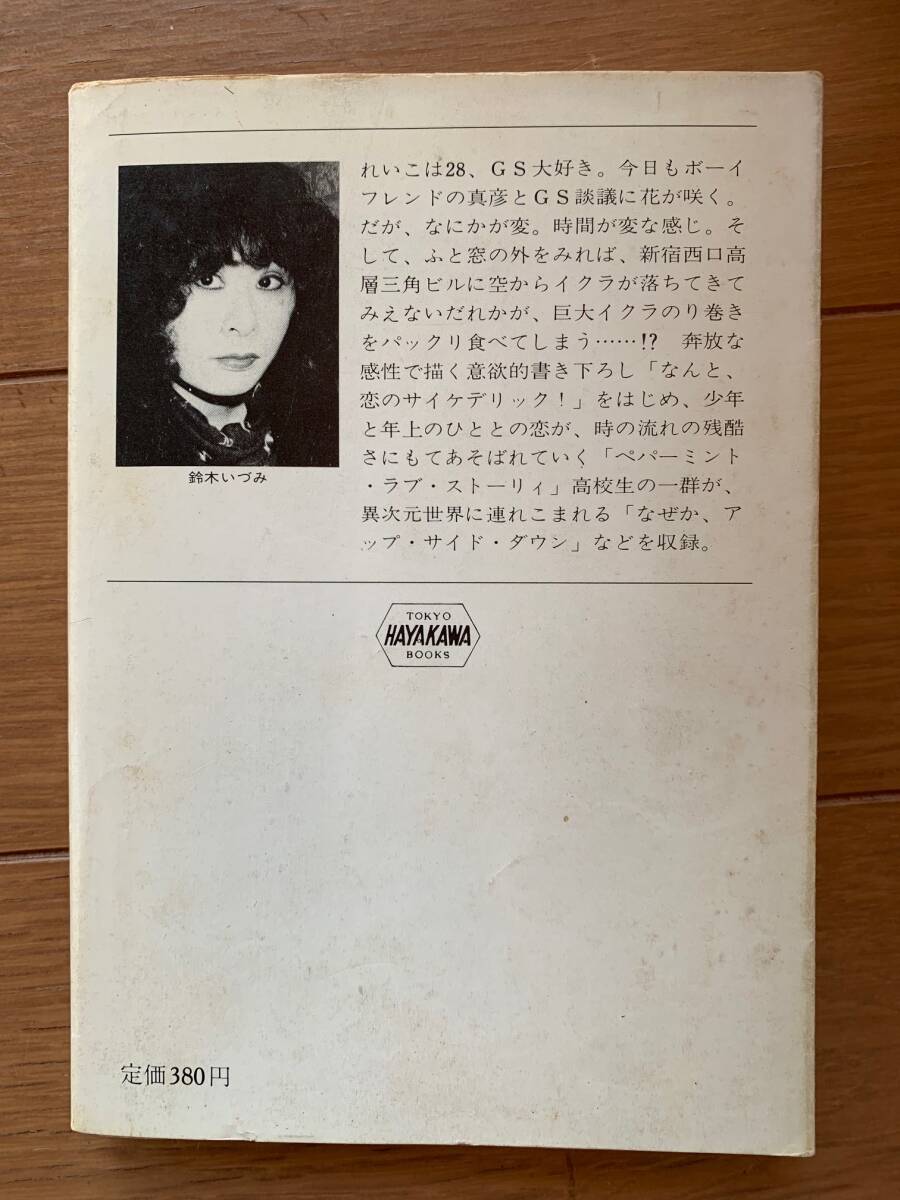 れいこは28、ＧＳ大好き。今日もボーイ
フレンドの真彦とＧＳ談議に花が咲く。
だが、なにかが変。時間が変な感じ。そ
して、ふと窓の外をみれば、新宿西口高
層三角ビルに空からイクラが落ちてきて
みえないだれかが、巨大イクラのり巻き
をパックリ食べてしまう……!?　奔放な
感性で描く意欲的書き下ろし「なんと、
恋のサイケデリック！」をはじめ、少年
と年上のひととの恋が、時の流れの残酷
さにもてあそばれていく「ペパーミント
・ラブ・ストーリィ」高校生の一群が、
異次元世界に連れこまれる「なぜか、ア
ップ・サイド・ダウン」などを収録。
鈴木いづみ
TOKYO
HAYAKAWA
BOOKS
定価380円